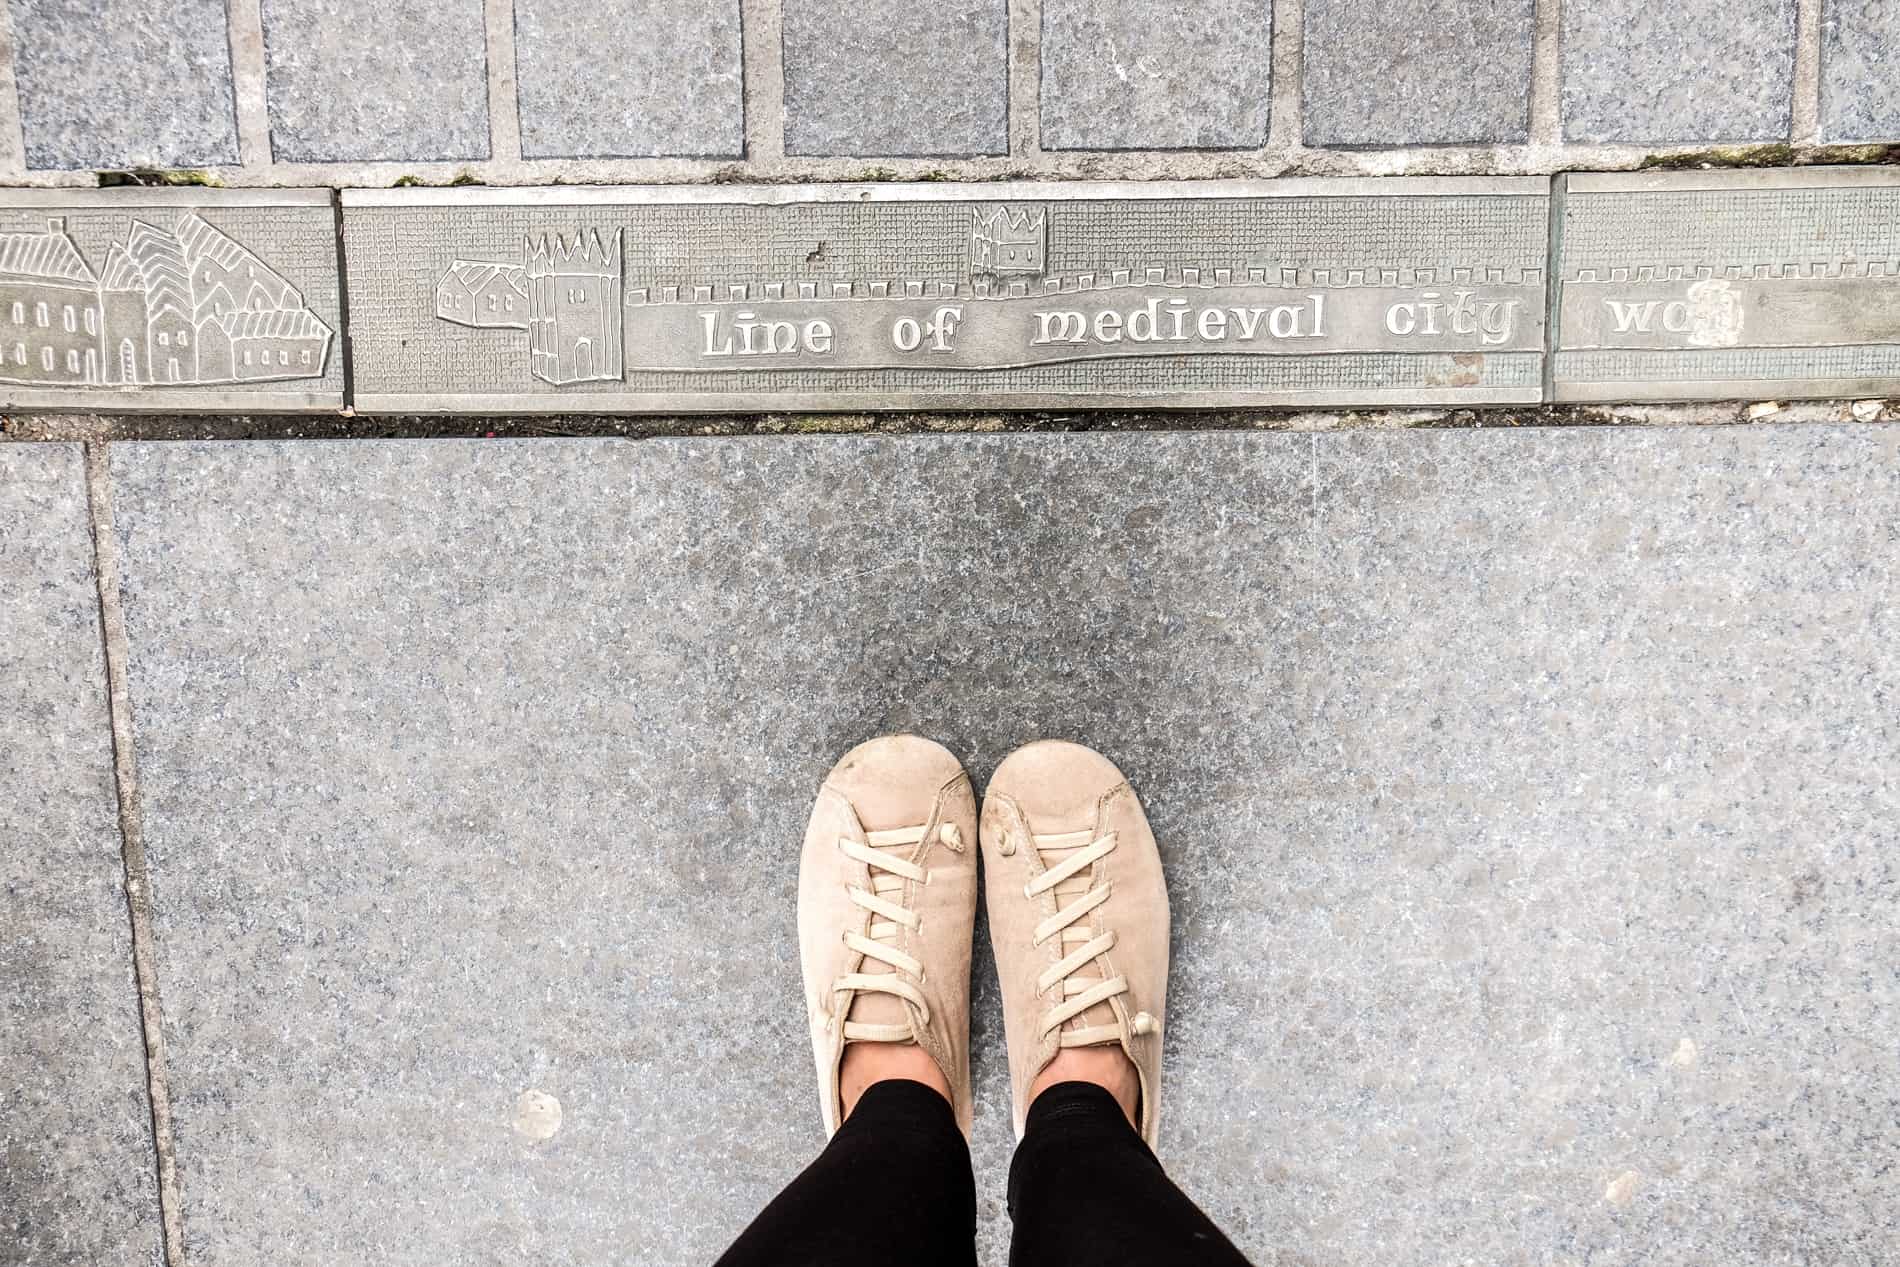 Line of medieval city